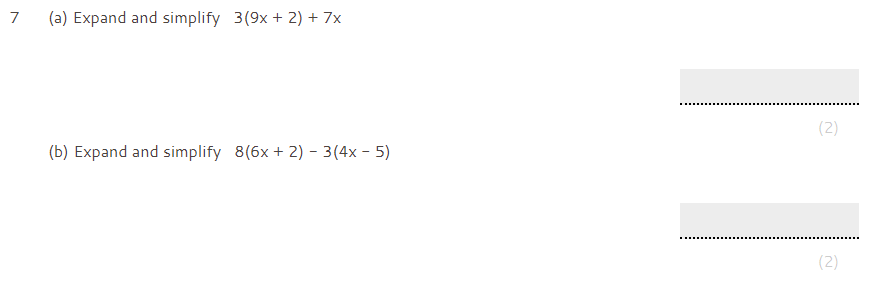 7 (a) Expand and simplify 3(9x + 2) + 7x
(2)
(b) Expand and simplify 8(6x + 2) - 3(4x - 5)
(2)